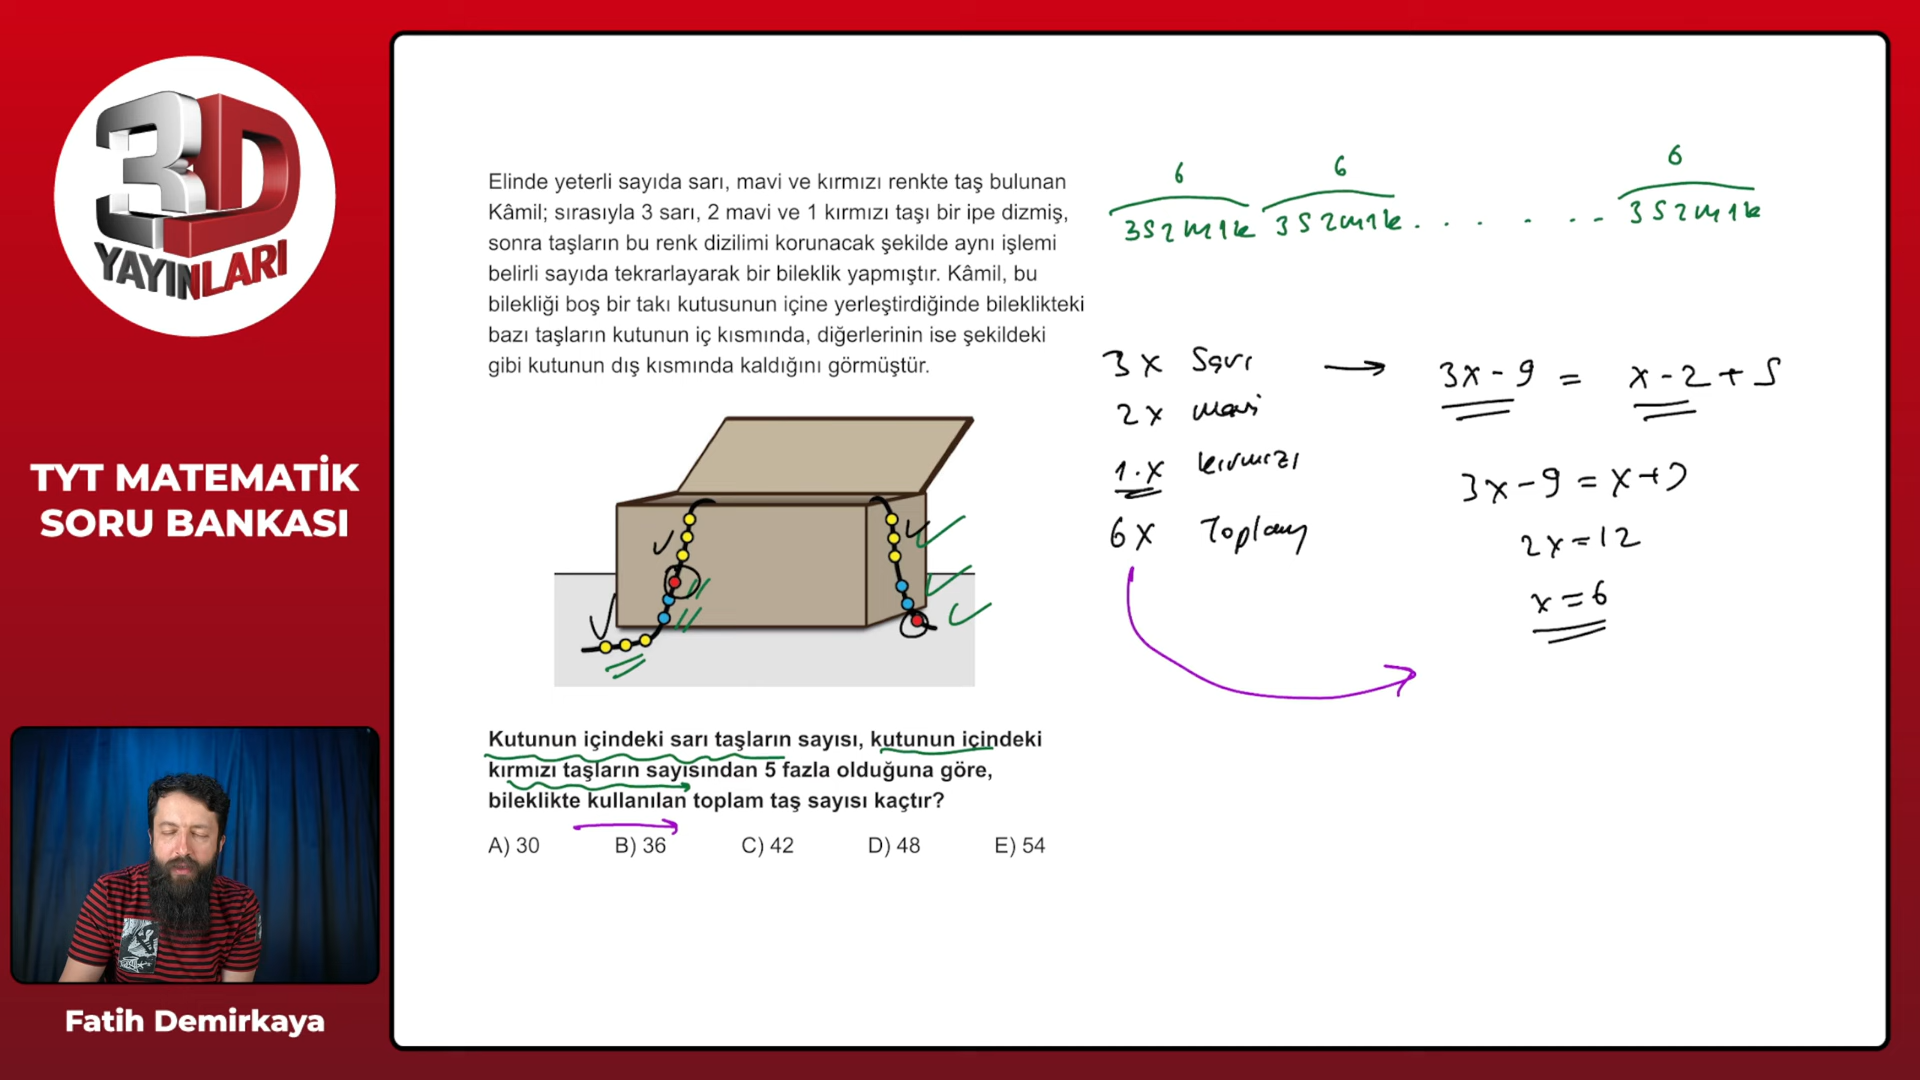 3D
YAYINLARI
TYT MATEMATİK
SORU BANKASI
Fatih Demirkaya
Elinde yeterli sayıda sarı, mavi ve kırmızı renkte taş bulunan
Kâmil; sırasıyla 3 sarı, 2 mavi ve 1 kırmızı taşı bir ipe dizmiş,
sonra taşların bu renk dizilimi korunacak şekilde aynı işlemi
belirli sayıda tekrarlayarak bir bileklik yapmıştır. Kâmil, bu
bilekliği boş bir takı kutusunun içine yerleştirdiğinde bileklikteki
bazı taşların kutunun iç kısmında, diğerlerinin ise şekildeki
gibi kutunun dış kısmında kaldığını görmüştür.
Kutunun içindeki sarı taşların sayısı, kutunun içindeki
kırmızı taşların sayısından 5 fazla olduğuna göre,
bileklikte kullanılan toplam taş sayısı kaçtır?
A) 30 B) 36 C) 42 D) 48 E) 54
6 6 6
3S2M1k 3S2M1k . . . . . . 3S2M1k
3x Sarı → 3x - 9 = x - 2 + 5
2x mavi
1.x kırmızı
6x Toplam
3x - 9 = x + 3
2x = 12
x = 6